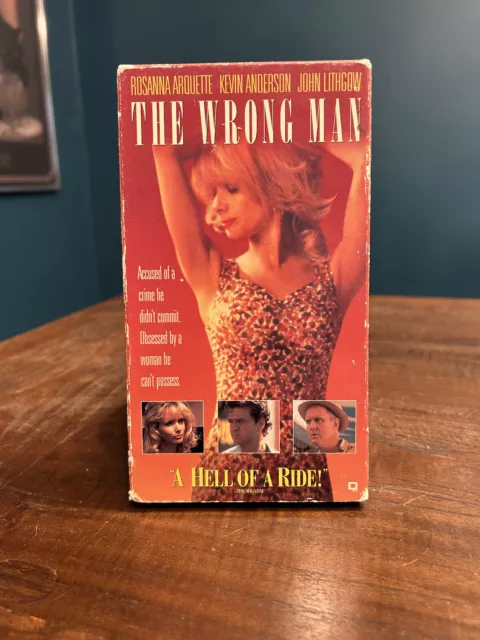 ROSANNA ARQUETTE KEVIN ANDERSON JOHN LITHGOW
THE WRONG MAN
Accused of a
crime he
didn't commit.
Obsessed by a
woman he
can't possess.
"A HELL OF A RIDE!"